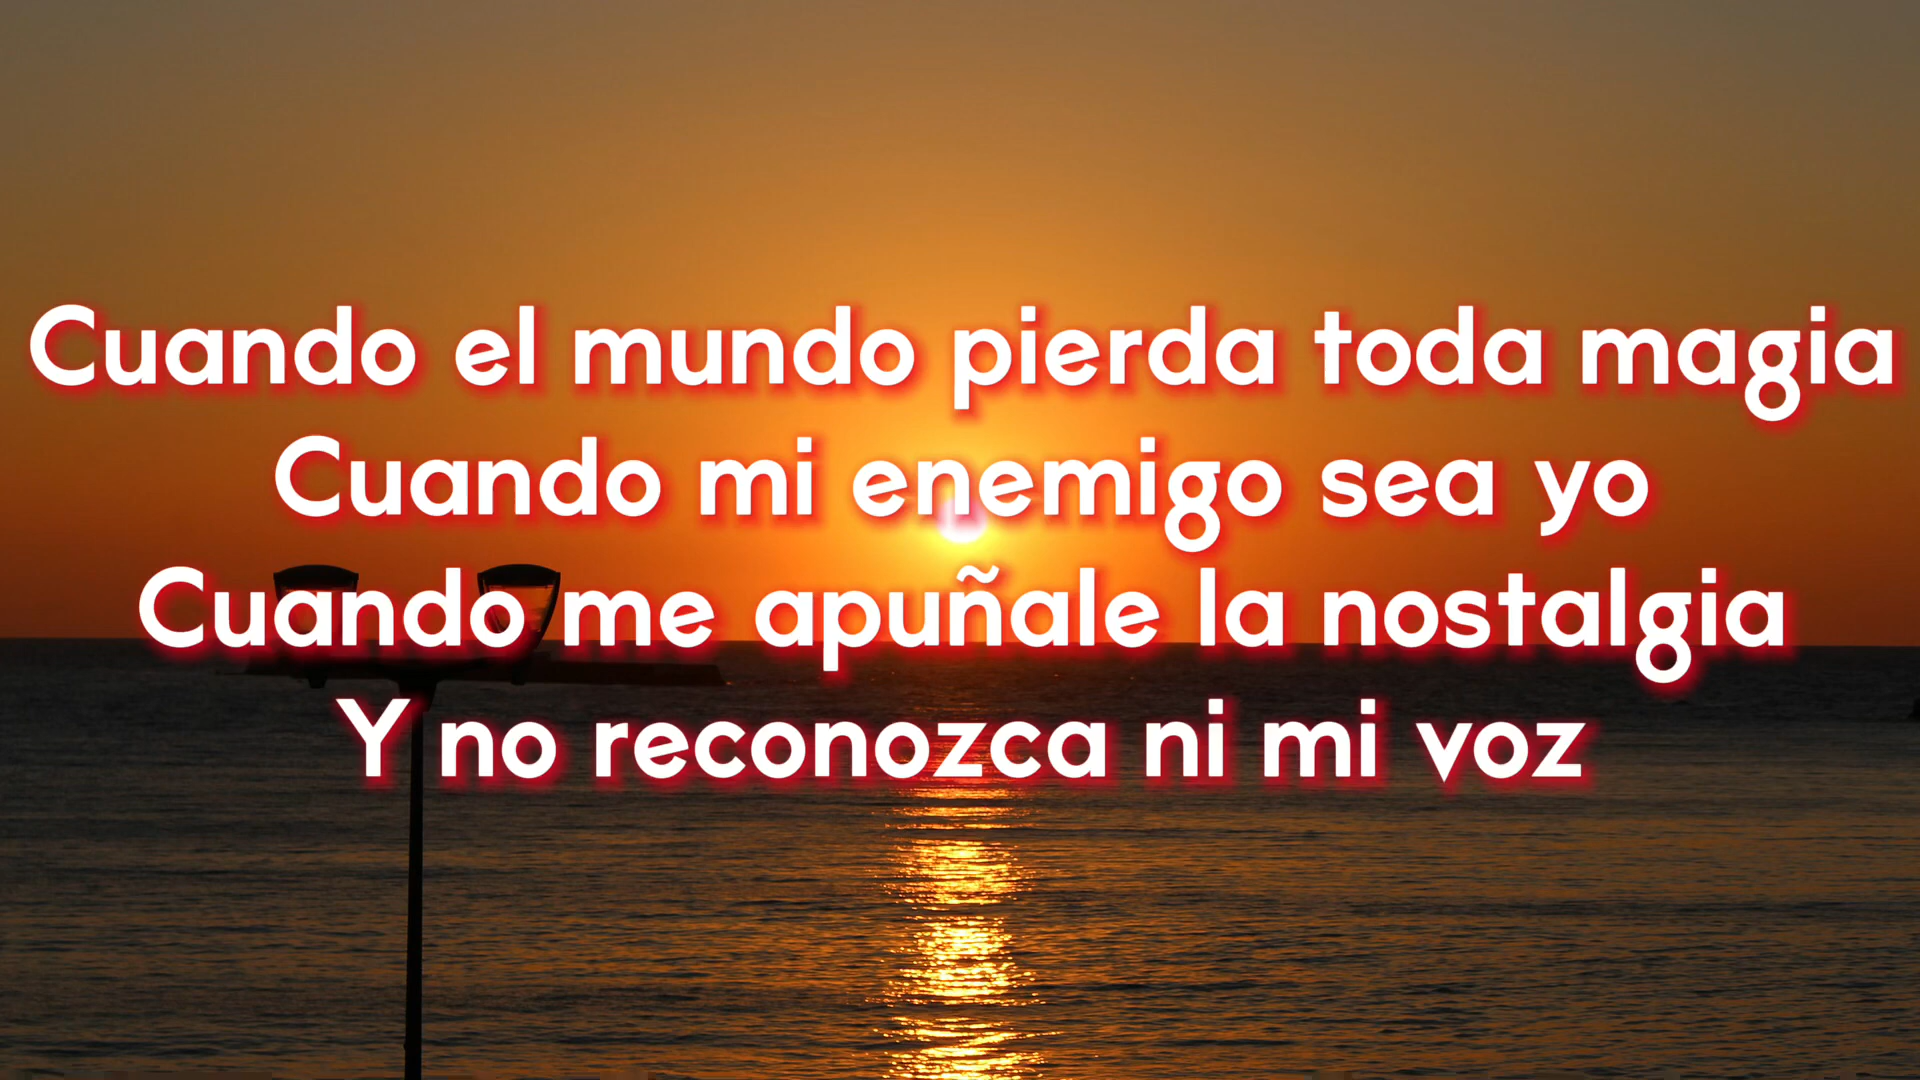 Cuando el mundo pierda toda magia
Cuando mi enemigo sea yo
Cuando me apuñale la nostalgia
Y no reconozca ni mi voz